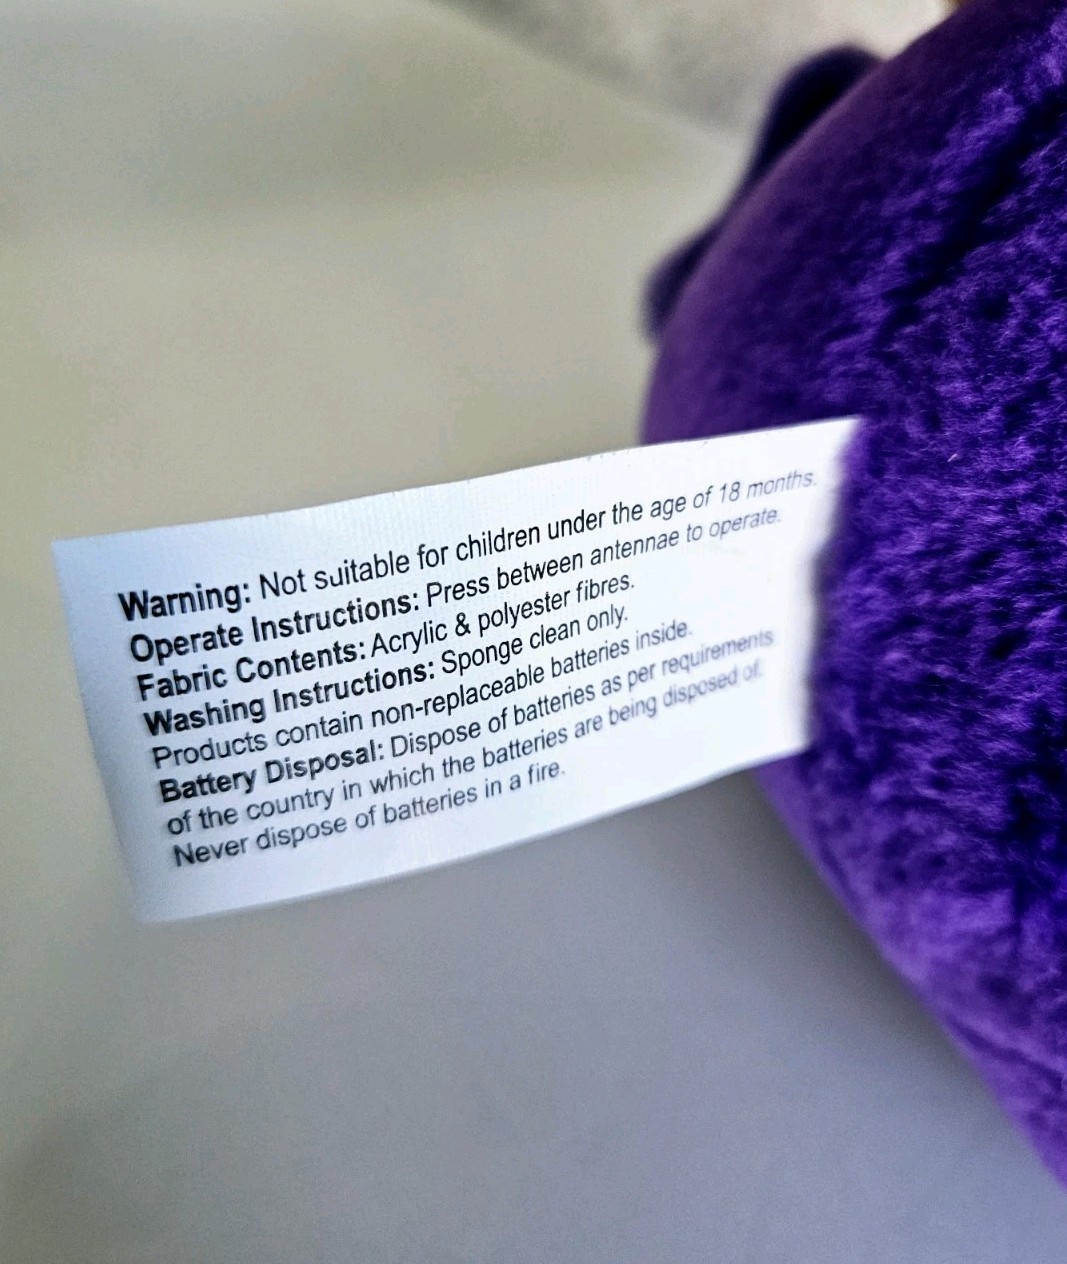 Warning: Not suitable for children under the age of 18 months.
Operate Instructions: Press between antennae to operate.
Fabric Contents: Acrylic & polyester fibres.
Washing Instructions: Sponge clean only.
Products contain non-replaceable batteries inside.
Battery Disposal: Dispose of batteries as per requirements
of the country in which the batteries are being disposed of.
Never dispose of batteries in a fire.